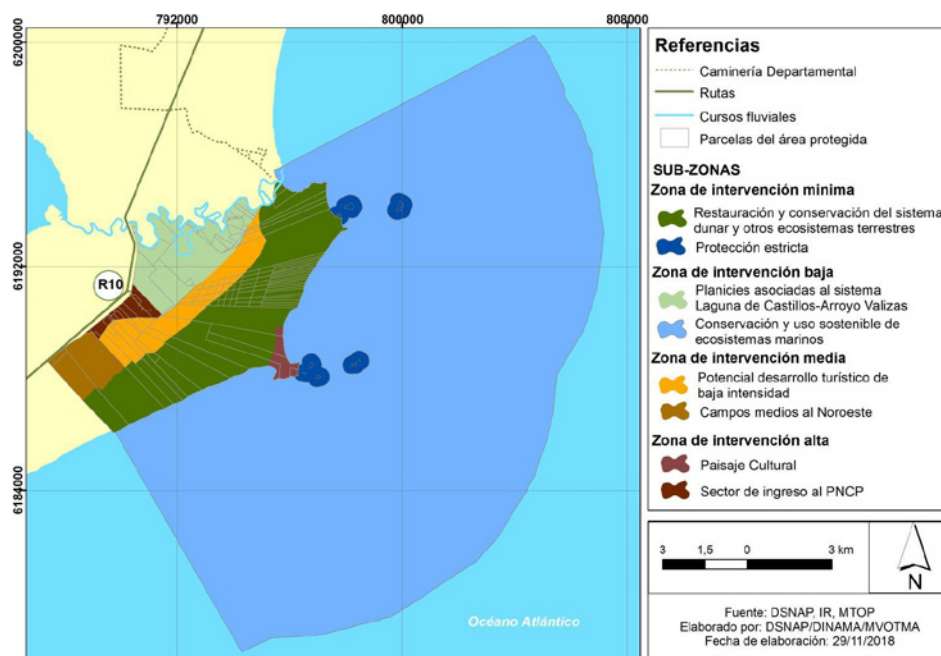 792000
800000
808000
6200000
6192000
6184000
R10
Océano Atlántico
Referencias
Caminería Departamental
Rutas
Cursos fluviales
Parcelas del área protegida
SUB-ZONAS
Zona de intervención minima
Restauración y conservación del sistema
dunar y otros ecosistemas terrestres
Protección estricta
Zona de intervención baja
Planicies asociadas al sistema
Laguna de Castillos-Arroyo Valizas
Conservación y uso sostenible de
ecosistemas marinos
Zona de intervención media
Potencial desarrollo turístico de
baja intensidad
Campos medios al Noroeste
Zona de intervención alta
Paisaje Cultural
Sector de ingreso al PNCP
3 1,5 0 3 km
N
Fuente: DSNAP, IR, MTOP
Elaborado por: DSNAP/DINAMA/MVOTMA
Fecha de elaboración: 29/11/2018